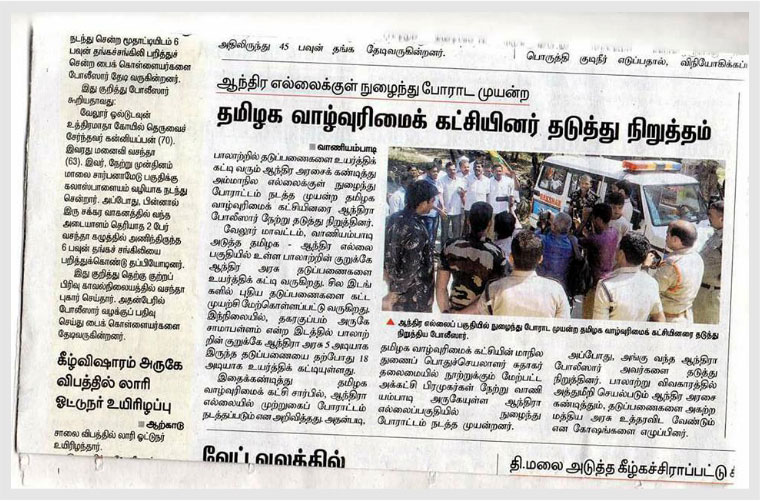 நடந்து சென்ற மூதாட்டியிடம் 6
பவுன் தங்கச்சங்கிலி பறித்துச்
சென்ற பைக் கொள்ளையர்களை
போலீஸார் தேடி வருகின்றனர்.
இது குறித்து போலீஸார்
கூறியதாவது:
வேலூர் ஓல்டுடவுன்
உத்திரமாதா கோயில் தெருவைச்
சேர்ந்தவர் கன்னியப்பன் (70).
இவரது மனைவி வசந்தா
(63). இவர், நேற்று முன்தினம்
மாலை சார்பனாமேடு பகுதிக்கு
கவால்பாளையம் வழியாக நடந்து
சென்றார். அப்போது, பின்னால்
இரு சக்கர வாகனத்தில் வந்த
அடையாளம் தெரியாத 2 பேர்
வசந்தா கழுத்தில் அணிந்திருந்த
6 பவுன் தங்கச் சங்கிலியை
பறித்துக்கொண்டு தப்பியோடினர்.
இது குறித்து தெற்கு குற்றப்
பிரிவு காவல்நிலையத்தில் வசந்தா
புகார் செய்தார். அதன்பேரில்
போலீஸார் வழக்குப் பதிவு
செய்து பைக் கொள்ளையர்களை
தேடிவருகின்றனர்.
கீழ்விஷாரம் அருகே
விபத்தில் லாரி
ஓட்டுநர் உயிரிழப்பு
■ ஆற்காடு
சாலை விபத்தில் லாரி ஓட்டுநர்
உயிரிழந்தார்.
அதிலிருந்து 45 பவுன் தங்க
தேடிவருகின்றனர்.
பொருத்தி குடிநீர் எடுப்பதால், வினியோகிக்கப்
ஆந்திர எல்லைக்குள் நுழைந்து போராட முயன்ற
தமிழக வாழ்வுரிமைக் கட்சியினர் தடுத்து நிறுத்தம்
■ வாணியம்பாடி
பாலாற்றில் தடுப்பணைகளை உயர்த்திக்
கட்டி வரும் ஆந்திர அரசைக் கண்டித்து
அம்மாநில எல்லைக்குள் நுழைந்து
போராட்டம் நடத்த முயன்ற தமிழக
வாழ்வுரிமைக் கட்சியினரை ஆந்திரா
போலீஸார் நேற்று தடுத்து நிறுத்தினர்.
வேலூர் மாவட்டம், வாணியம்பாடி
அடுத்த தமிழக - ஆந்திர எல்லை
பகுதியில் உள்ள பாலாற்றின் குறுக்கே
ஆந்திர அரசு தடுப்பணைகளை
உயர்த்திக் கட்டி வருகிறது. சில இடங்
களில் புதிய தடுப்பணைகளை கட்ட
முயற்சி மேற்கொள்ளப்பட்டு வருகிறது.
இந்நிலையில், தகரகுப்பம் அருகே
சாமாபள்ளம் என்ற இடத்தில் பாலாற்
றின் குறுக்கே ஆந்திரா அரசு 5 அடியாக
இருந்த தடுப்பணையை தற்போது 18
அடியாக உயர்த்திக் கட்டியுள்ளது.
இதைக்கண்டித்து தமிழக
வாழ்வுரிமைக் கட்சி சார்பில், ஆந்திரா
எல்லையில் முற்றுகைப் போராட்டம்
நடத்தப்படும் என அறிவித்தது அதன்படி,
▲ ஆந்திர எல்லைப் பகுதியில் நுழைந்து போராட முயன்ற தமிழக வாழ்வுரிமைக் கட்சியினரை தடுத்து
நிறுத்திய போலீஸார்.
தமிழக வாழ்வுரிமைக் கட்சியின் மாநில
துணைப் பொதுச்செயலாளர் சுதாகர்
தலைமையில் நூற்றுக்கும் மேற்பட்ட
அக்கட்சி பிரமுகர்கள் நேற்று வாணி
யம்பாடி அருகேயுள்ள ஆந்திரா
எல்லைப்பகுதியில் நுழைந்து
போராட்டம் நடத்த முயன்றனர்.
அப்போது, அங்கு வந்த ஆந்திரா
போலீஸார் அவர்களை தடுத்து
நிறுத்தினர். பாலாற்று விவகாரத்தில்
அத்துமீறி செயல்படும் ஆந்திர அரசை
கண்டித்தும், தடுப்பணைகளை அகற்ற
மத்திய அரசு உத்தரவிட வேண்டும்
என கோஷங்களை எழுப்பினர்.
வேட்டவலத்தில்
தி.மலை அடுத்த கீழ்கச்சிராப்பட்டு